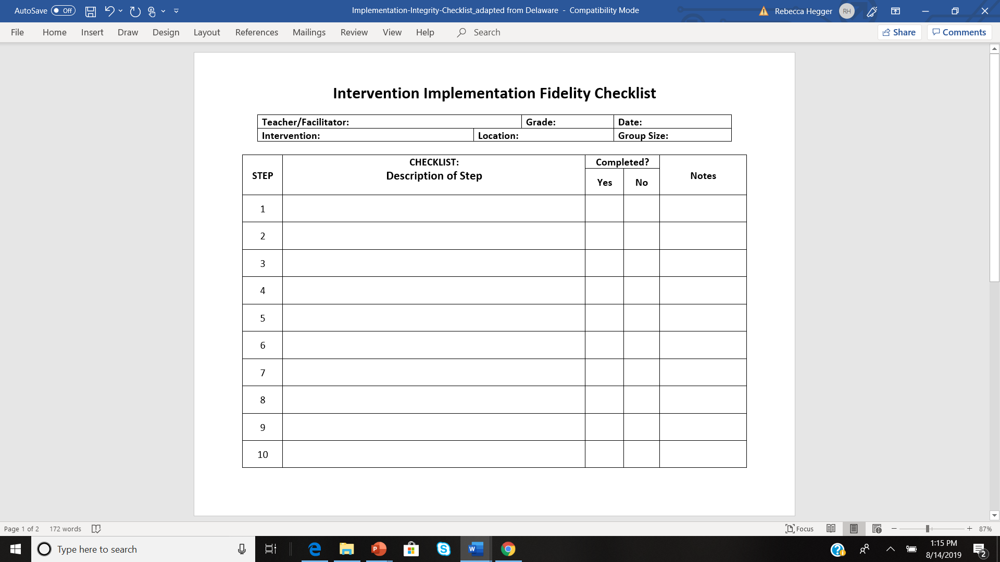 AutoSave Off Implementation-Integrity-Checklist_adapted from Delaware - Compatibility Mode Rebecca Hegger RH
File Home Insert Draw Design Layout References Mailings Review View Help Search Share Comments
Intervention Implementation Fidelity Checklist
Teacher/Facilitator: Grade: Date:
Intervention: Location: Group Size:
STEP CHECKLIST: Completed? Notes
Description of Step
Yes No
1
2
3
4
5
6
7
8
9
10
Page 1 of 2 172 words Focus 87%
Type here to search 1:15 PM
8/14/2019 2